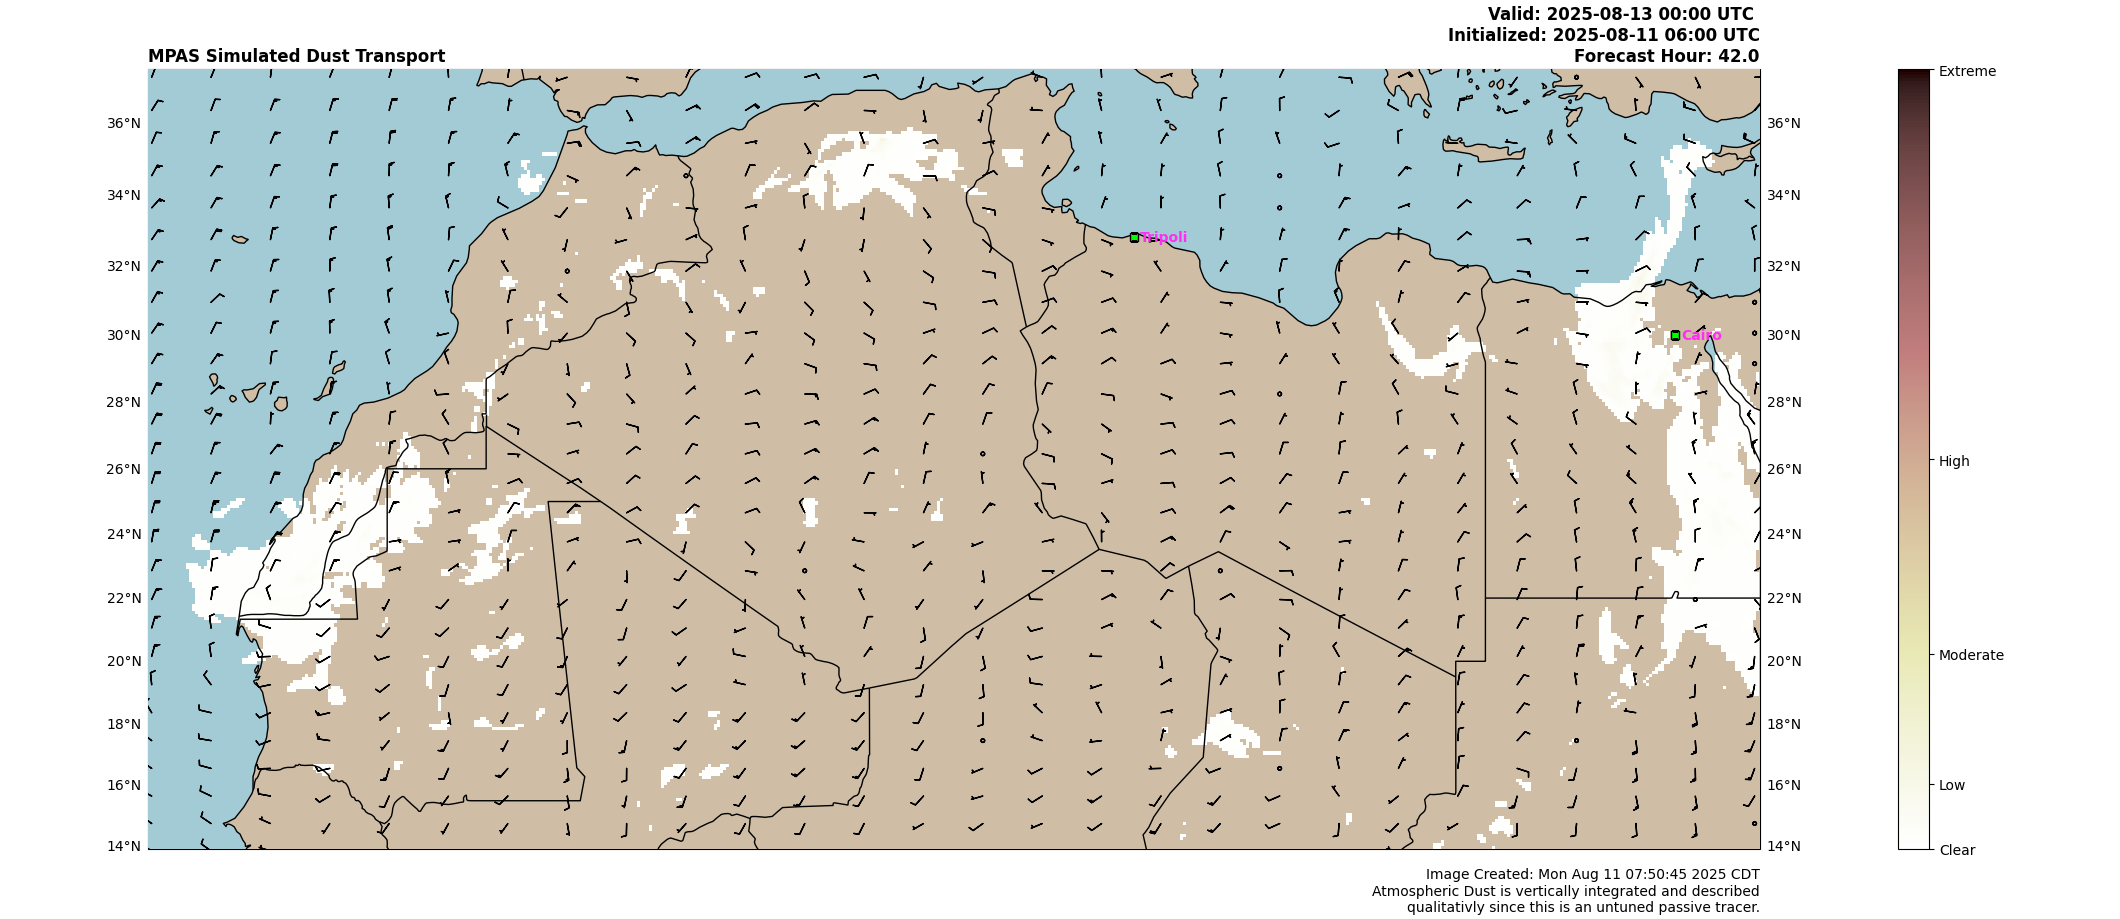 Valid: 2025-08-13 00:00 UTC
Initialized: 2025-08-11 06:00 UTC
MPAS Simulated Dust Transport
Forecast Hour: 42.0
Extreme
36°N
36°N
34°N
34°N
Tripoli
32°N
32°N
30°N
Cairo
30°N
28°N
28°N
26°N
26°N
High
24°N
24°N
22°N
22°N
20°N
20°N
Moderate
18°N
18°N
16°N
16°N
Low
14°N
14°N
Clear
Image Created: Mon Aug 11 07:50:45 2025 CDT
Atmospheric Dust is vertically integrated and described
qualitativly since this is an untuned passive tracer.